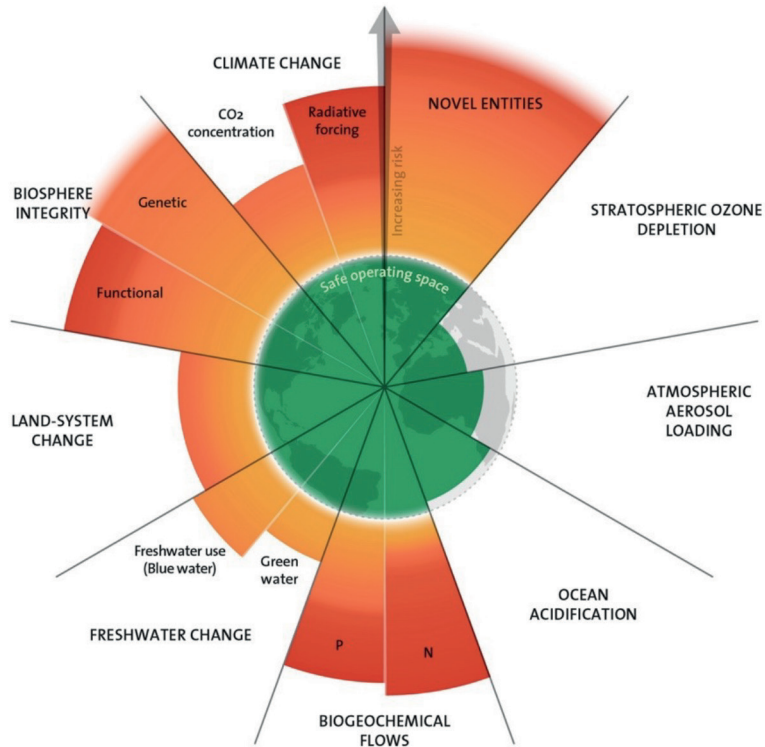 CLIMATE CHANGE
CO2
concentration
Radiative
forcing
NOVEL ENTITIES
Increasing risk
BIOSPHERE
INTEGRITY
Genetic
Functional
STRATOSPHERIC OZONE
DEPLETION
Safe operating space
LAND-SYSTEM
CHANGE
ATMOSPHERIC
AEROSOL
LOADING
Freshwater use
(Blue water)
Green
water
FRESHWATER CHANGE
P
N
OCEAN
ACIDIFICATION
BIOGEOCHEMICAL
FLOWS